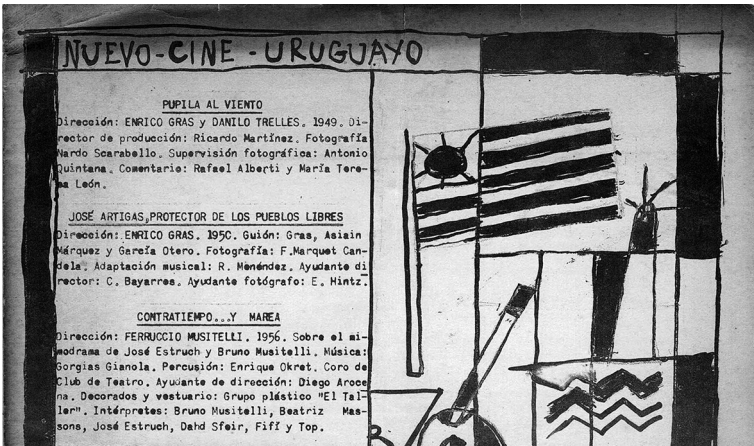 NUEVO-CINE-URUGUAYO
PUPILA AL VIENTO
Dirección: ENRICO GRAS y DANILO TRELLES. 1949. Di-
rector de producción: Ricardo Martínez. Fotografía
Nardo Scarabello. Supervisión fotográfica: Antonio
Quintana. Comentario: Rafael Alberti y María Tere-
sa León.
JOSÉ ARTIGAS,PROTECTOR DE LOS PUEBLOS LIBRES
Dirección: ENRICO GRAS. 1950. Guión: Gras, Asiain
Márquez y García Otero. Fotografía: F.Marquet Can-
dela. Adaptación musical: R. Menéndez. Ayudante di
rector: C. Bayarres. Ayudante fotógrafo: E. Hintz.
CONTRATIEMPO...Y MAREA
Dirección: FERRUCCIO MUSITELLI. 1956. Sobre el mi-
modrama de José Estruch y Bruno Musitelli. Música:
Gorgias Gianola. Percusión: Enrique Okret. Coro de
Club de Teatro. Ayudante de dirección: Diego Aroce
na. Decorados y vestuario: Grupo plástico "El Tal-
ler". Intérpretes: Bruno Musitelli, Beatriz Mas-
sons, José Estruch, Dahd Sfeir, Fifí y Top.